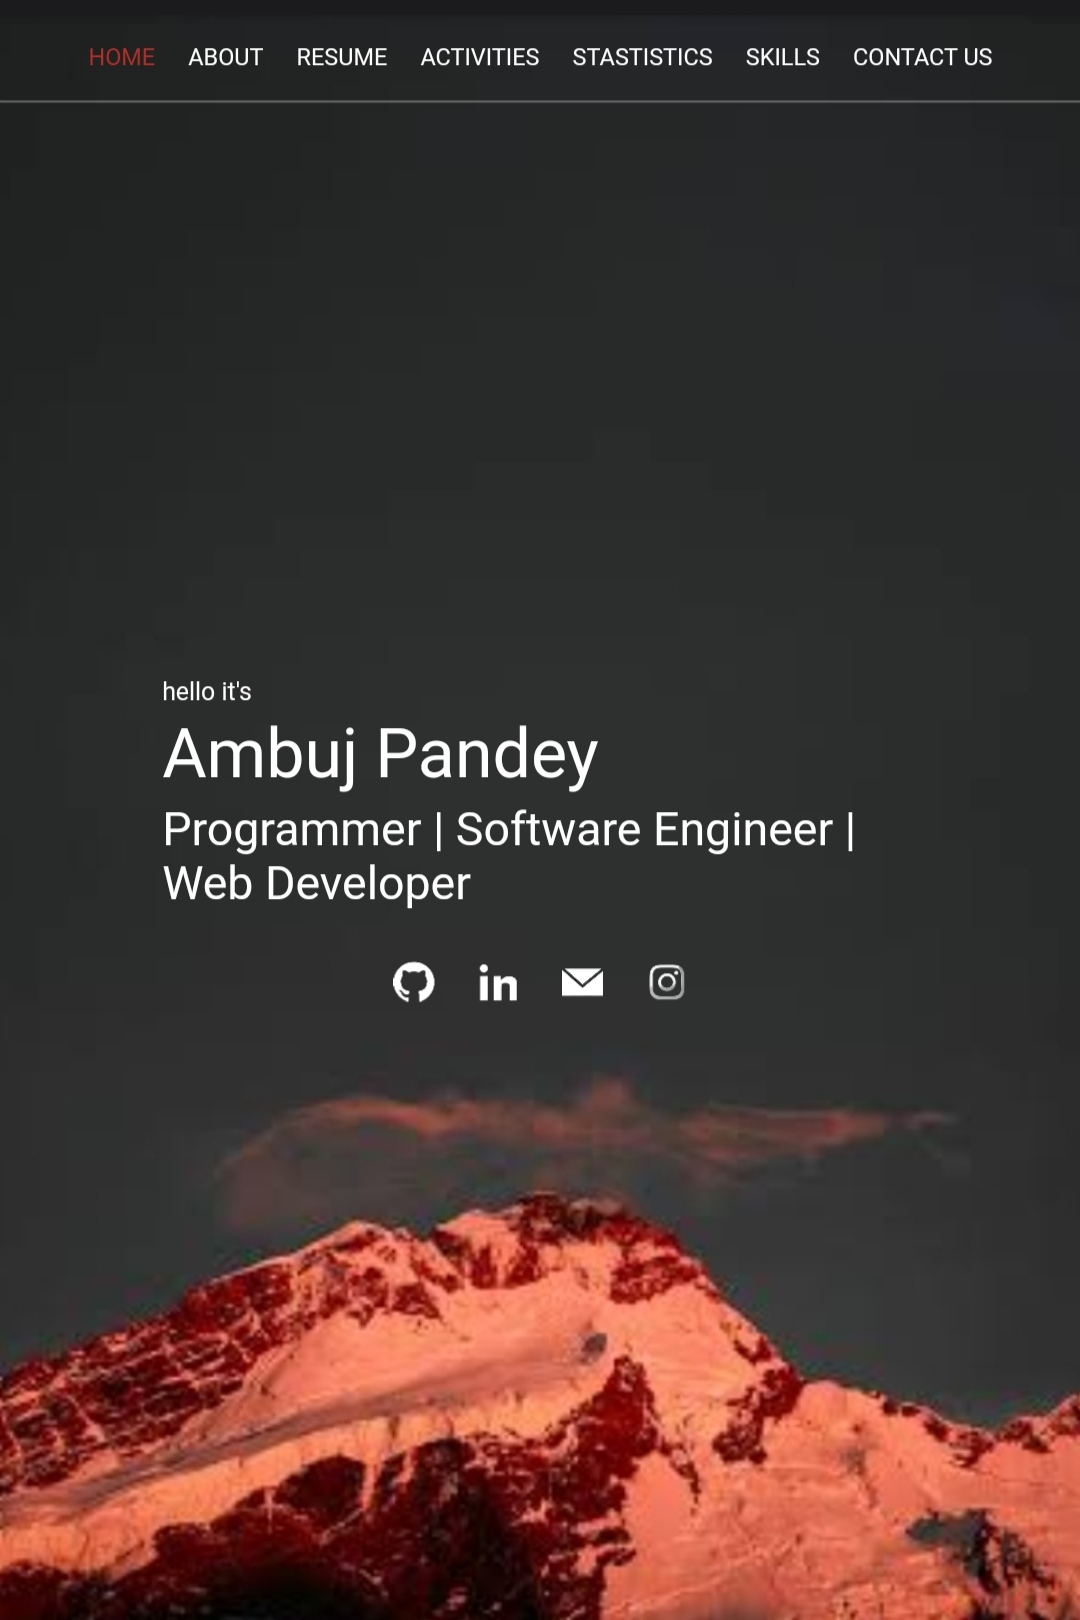 HOME ABOUT RESUME ACTIVITIES STASTISTICS SKILLS CONTACT US
hello it's
Ambuj Pandey
Programmer | Software Engineer |
Web Developer
in